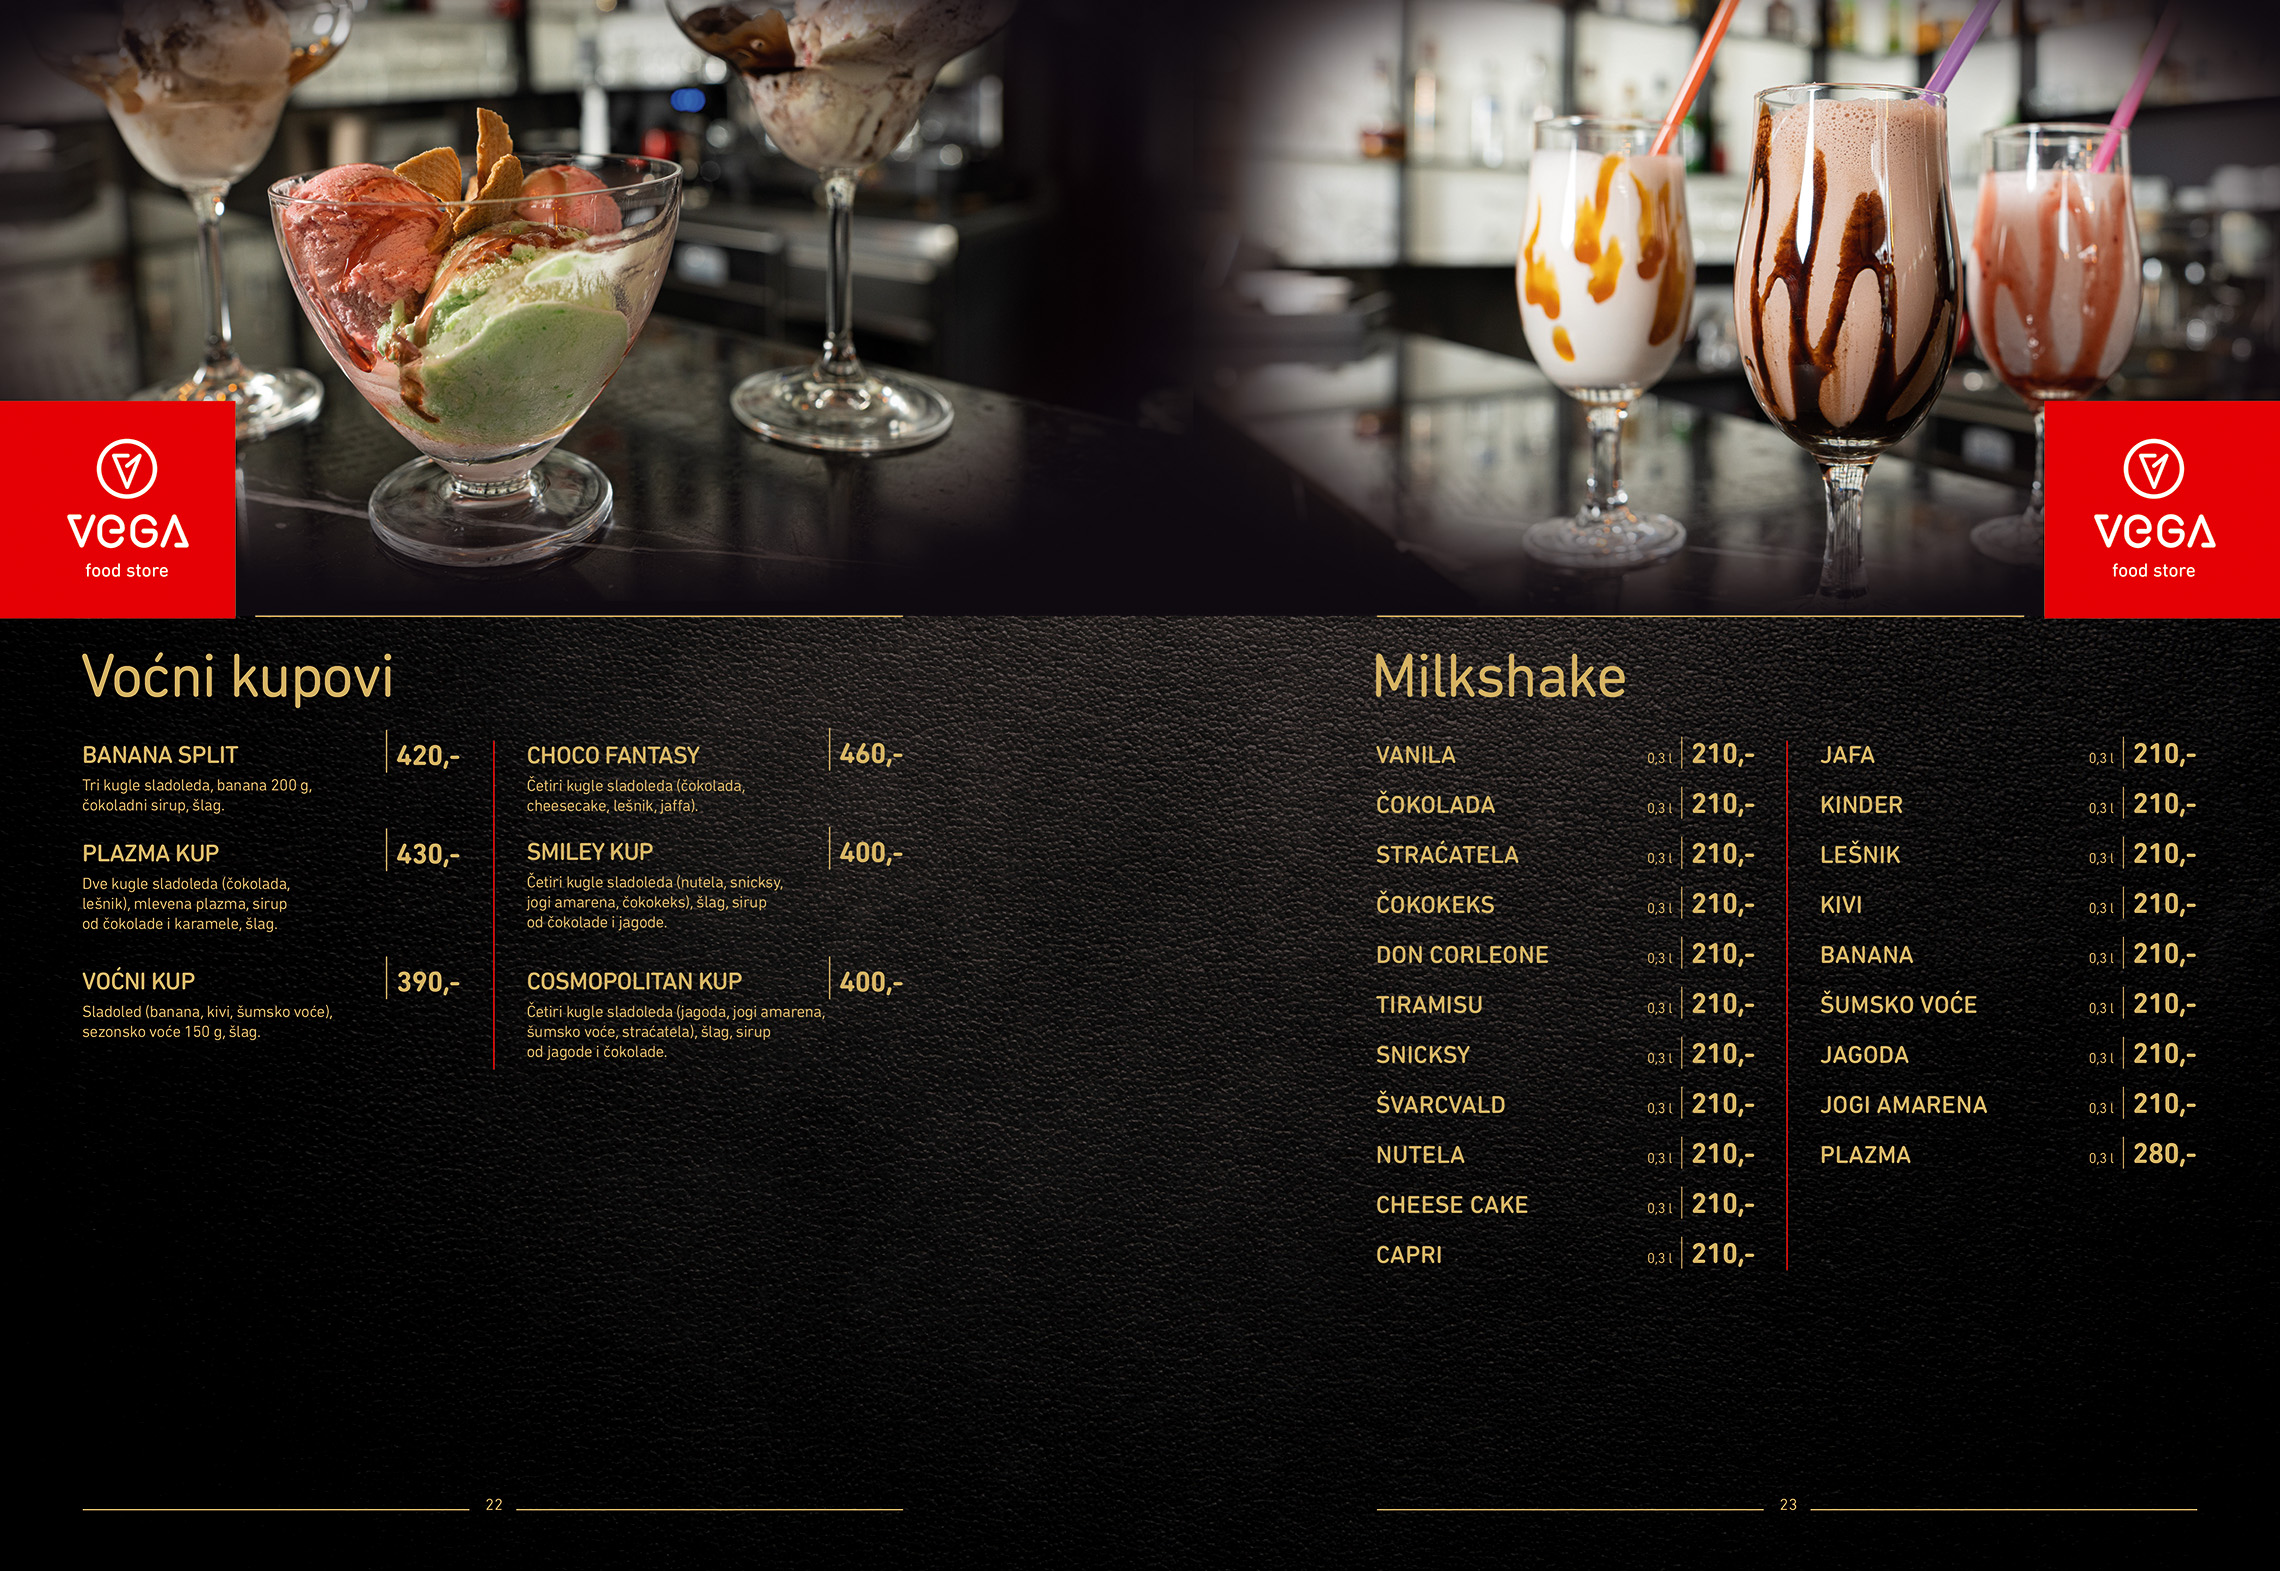 VEGA
food store
Voćni kupovi
BANANA SPLIT 420,-
Tri kugle sladoleda, banana 200 g,
čokoladni sirup, šlag.
PLAZMA KUP 430,-
Dve kugle sladoleda (čokolada,
lešnik), mlevena plazma, sirup
od čokolade i karamele, šlag.
VOĆNI KUP 390,-
Sladoled (banana, kivi, šumsko voće),
sezonsko voće 150 g, šlag.
CHOCO FANTASY 460,-
Četiri kugle sladoleda (čokolada,
cheesecake, lešnik, jaffa).
SMILEY KUP 400,-
Četiri kugle sladoleda (nutela, snicksy,
jogi amarena, čokokeks), šlag, sirup
od čokolade i jagode.
COSMOPOLITAN KUP 400,-
Četiri kugle sladoleda (jagoda, jogi amarena,
šumsko voće, straćatela), šlag, sirup
od jagode i čokolade.
22
VEGA
food store
Milkshake
VANILA 0,3 l 210,-
ČOKOLADA 0,3 l 210,-
STRAĆATELA 0,3 l 210,-
ČOKOKEKS 0,3 l 210,-
DON CORLEONE 0,3 l 210,-
TIRAMISU 0,3 l 210,-
SNICKSY 0,3 l 210,-
ŠVARCVALD 0,3 l 210,-
NUTELA 0,3 l 210,-
CHEESE CAKE 0,3 l 210,-
CAPRI 0,3 l 210,-
JAFA 0,3 l 210,-
KINDER 0,3 l 210,-
LEŠNIK 0,3 l 210,-
KIVI 0,3 l 210,-
BANANA 0,3 l 210,-
ŠUMSKO VOĆE 0,3 l 210,-
JAGODA 0,3 l 210,-
JOGI AMARENA 0,3 l 210,-
PLAZMA 0,3 l 280,-
23